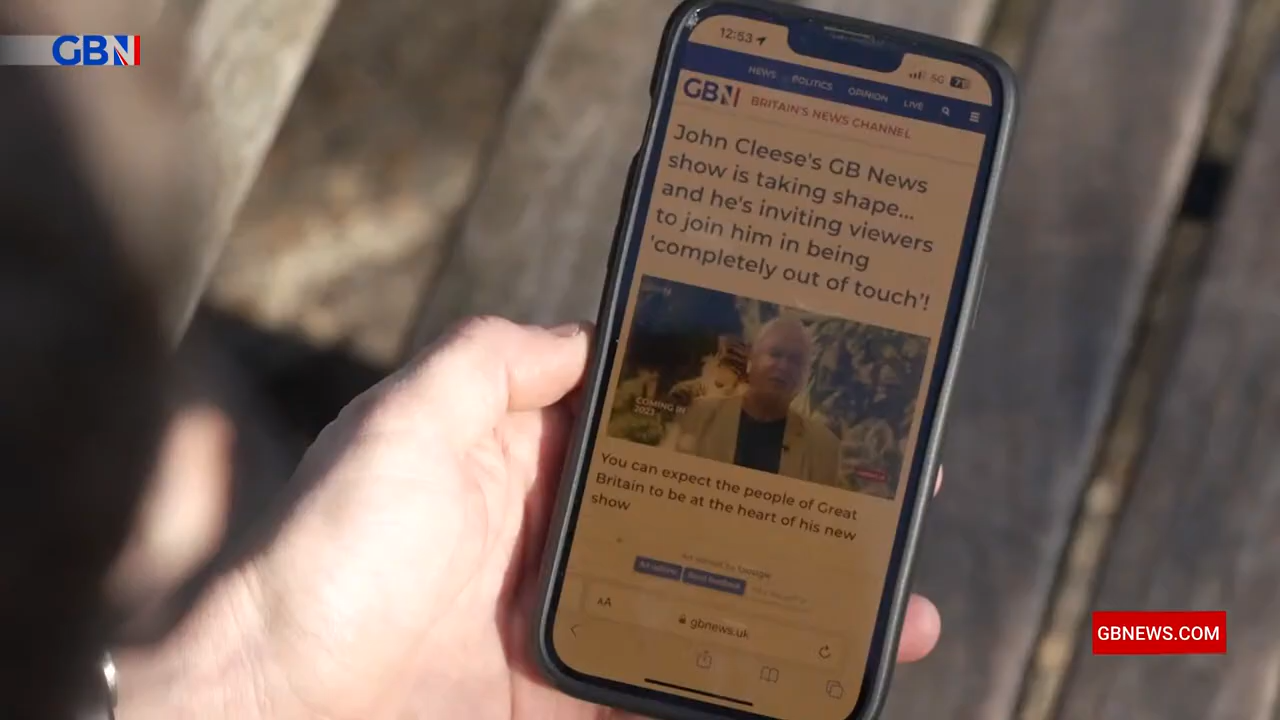 GBN
12:53
5G
NEWS POLITICS OPINION LIVE
GBN BRITAIN'S NEWS CHANNEL
John Cleese's GB News
show is taking shape...
and he's inviting viewers
to join him in being
'completely out of touch'!
COMING IN
2023
You can expect the people of Great
Britain to be at the heart of his new
show
AA
gbnews.uk
GBNEWS.COM